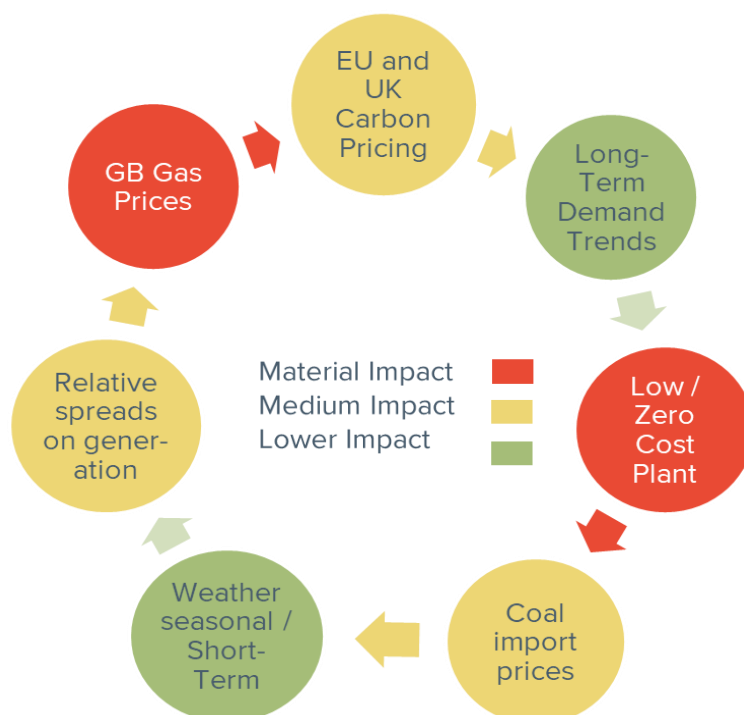 EU and
UK
Carbon
Pricing
Long-
Term
Demand
Trends
Low /
Zero
Cost
Plant
Coal
import
prices
Weather
seasonal /
Short-
Term
Relative
spreads
on gener-
ation
GB Gas
Prices
Material Impact
Medium Impact
Lower Impact